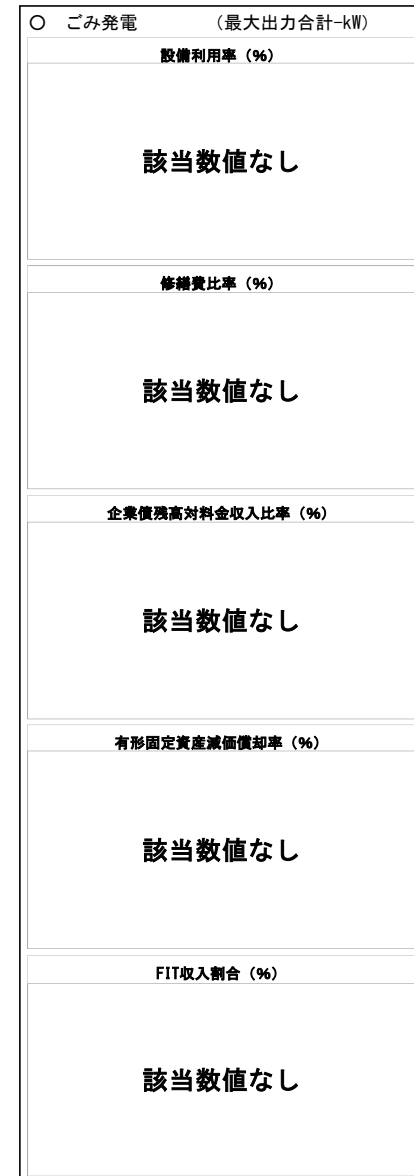 ○ ごみ発電 （最大出力合計-kW）
設備利用率（%）
該当数値なし
修繕費比率（%）
該当数値なし
企業債残高対料金収入比率（%）
該当数値なし
有形固定資産減価償却率（%）
該当数値なし
FIT収入割合（%）
該当数値なし